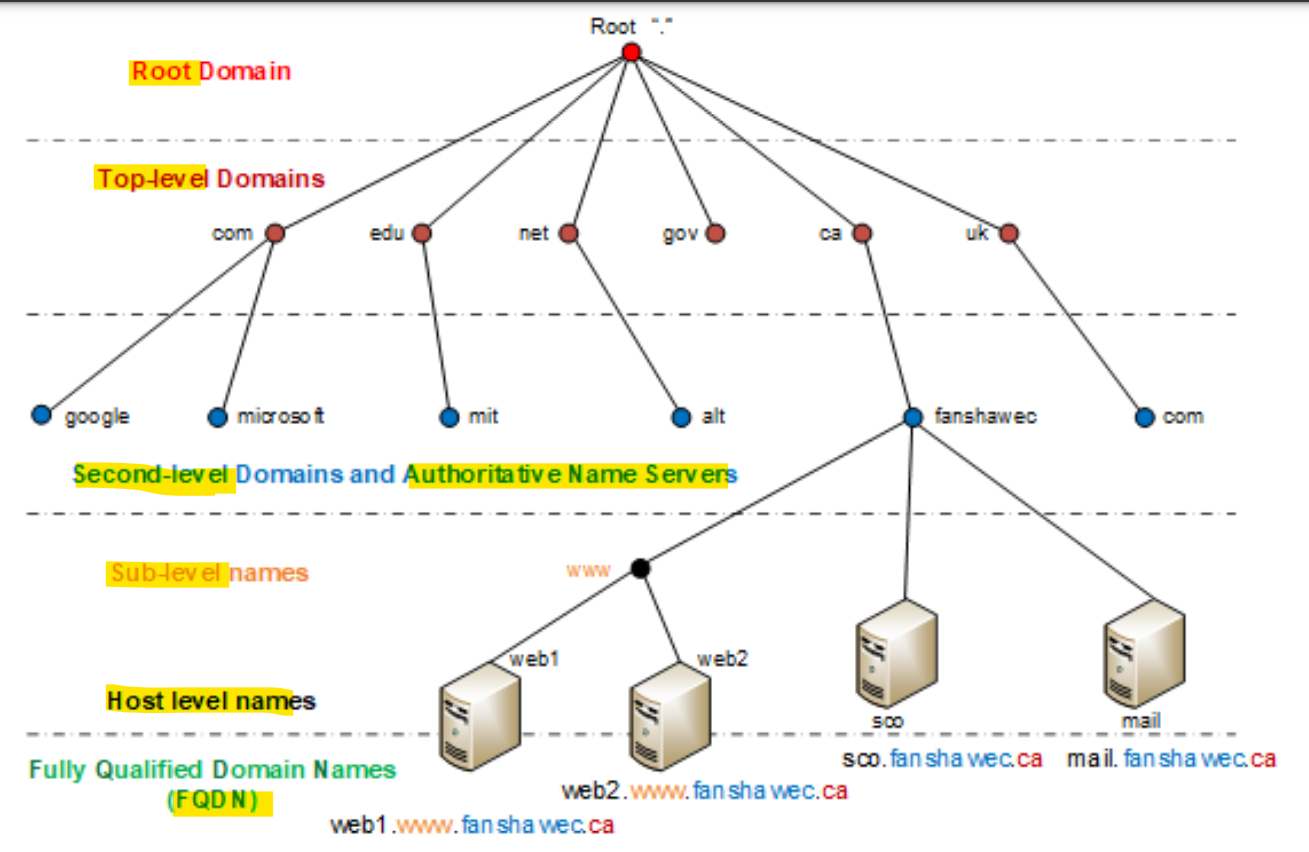 Root "."
Root Domain
Top-level Domains
com edu net gov ca uk
google microsoft mit alt fanshawec com
Second-level Domains and Authoritative Name Servers
Sub-level names
www
web1 web2
Host level names
sco mail
Fully Qualified Domain Names
(FQDN)
sco.fanshawec.ca mail.fanshawec.ca
web2.www.fanshawec.ca
web1.www.fanshawec.ca